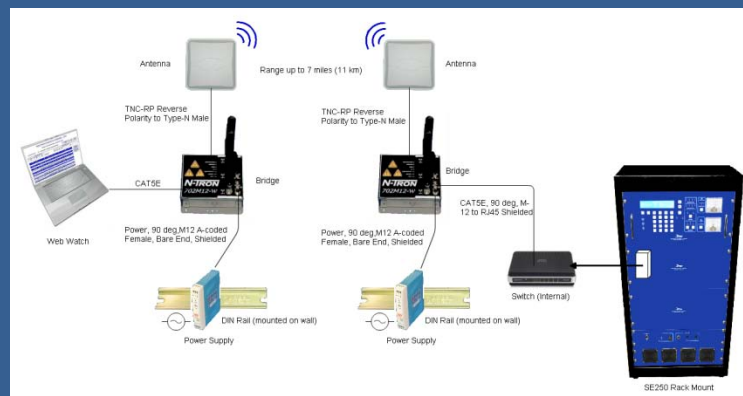 Antenna
Range up to 7 miles (11 km)
Antenna
TNC-RP Reverse
Polarity to Type-N Male
TNC-RP Reverse
Polarity to Type-N Male
N-TRON
702M12-W
Bridge
CAT5E
Web Watch
N-TRON
702M12-W
Bridge
CAT5E, 90 deg, M-
12 to RJ45 Shielded
Power, 90 deg,M12 A-coded
Female, Bare End, Shielded
Power, 90 deg,M12 A-coded
Female, Bare End, Shielded
DIN Rail (mounted on wall)
Power Supply
DIN Rail (mounted on wall)
Power Supply
Switch (Internal)
SE250 Rack Mount